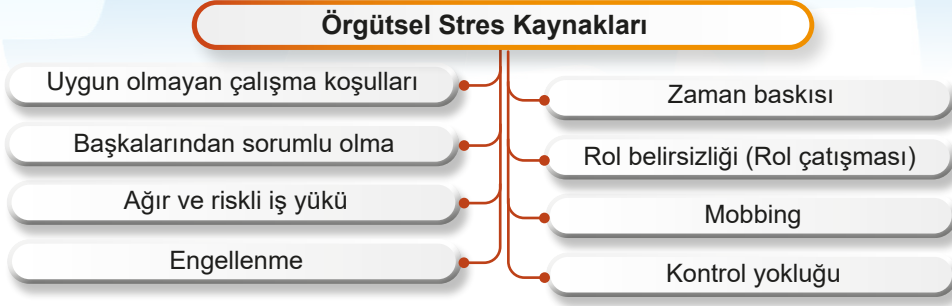 Örgütsel Stres Kaynakları
Uygun olmayan çalışma koşulları
Başkalarından sorumlu olma
Ağır ve riskli iş yükü
Engellenme
Zaman baskısı
Rol belirsizliği (Rol çatışması)
Mobbing
Kontrol yokluğu